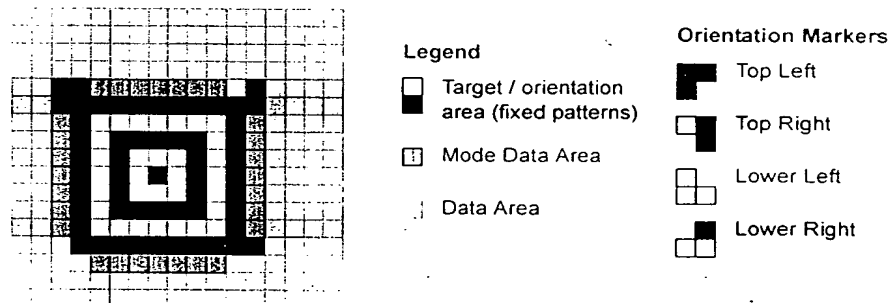 Legend
Target / orientation
area (fixed patterns)
Mode Data Area
Data Area
Orientation Markers
Top Left
Top Right
Lower Left
Lower Right